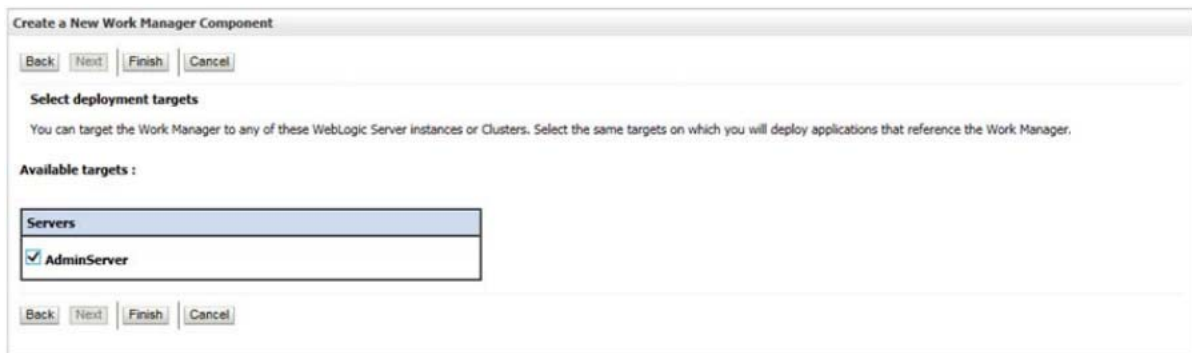 Create a New Work Manager Component
Back Next Finish Cancel
Select deployment targets
You can target the Work Manager to any of these WebLogic Server instances or Clusters. Select the same targets on which you will deploy applications that reference the Work Manager.
Available targets :
Servers
AdminServer
Back Next Finish Cancel